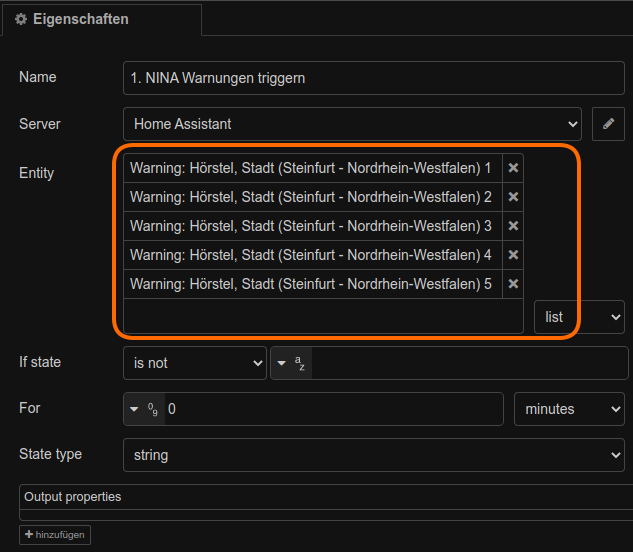 Eigenschaften
Name
1. NINA Warnungen triggern
Server
Home Assistant
Entity
Warning: Hörstel, Stadt (Steinfurt - Nordrhein-Westfalen) 1
Warning: Hörstel, Stadt (Steinfurt - Nordrhein-Westfalen) 2
Warning: Hörstel, Stadt (Steinfurt - Nordrhein-Westfalen) 3
Warning: Hörstel, Stadt (Steinfurt - Nordrhein-Westfalen) 4
Warning: Hörstel, Stadt (Steinfurt - Nordrhein-Westfalen) 5
list
If state
is not
a
z
For
0
9
0
minutes
State type
string
Output properties
hinzufügen